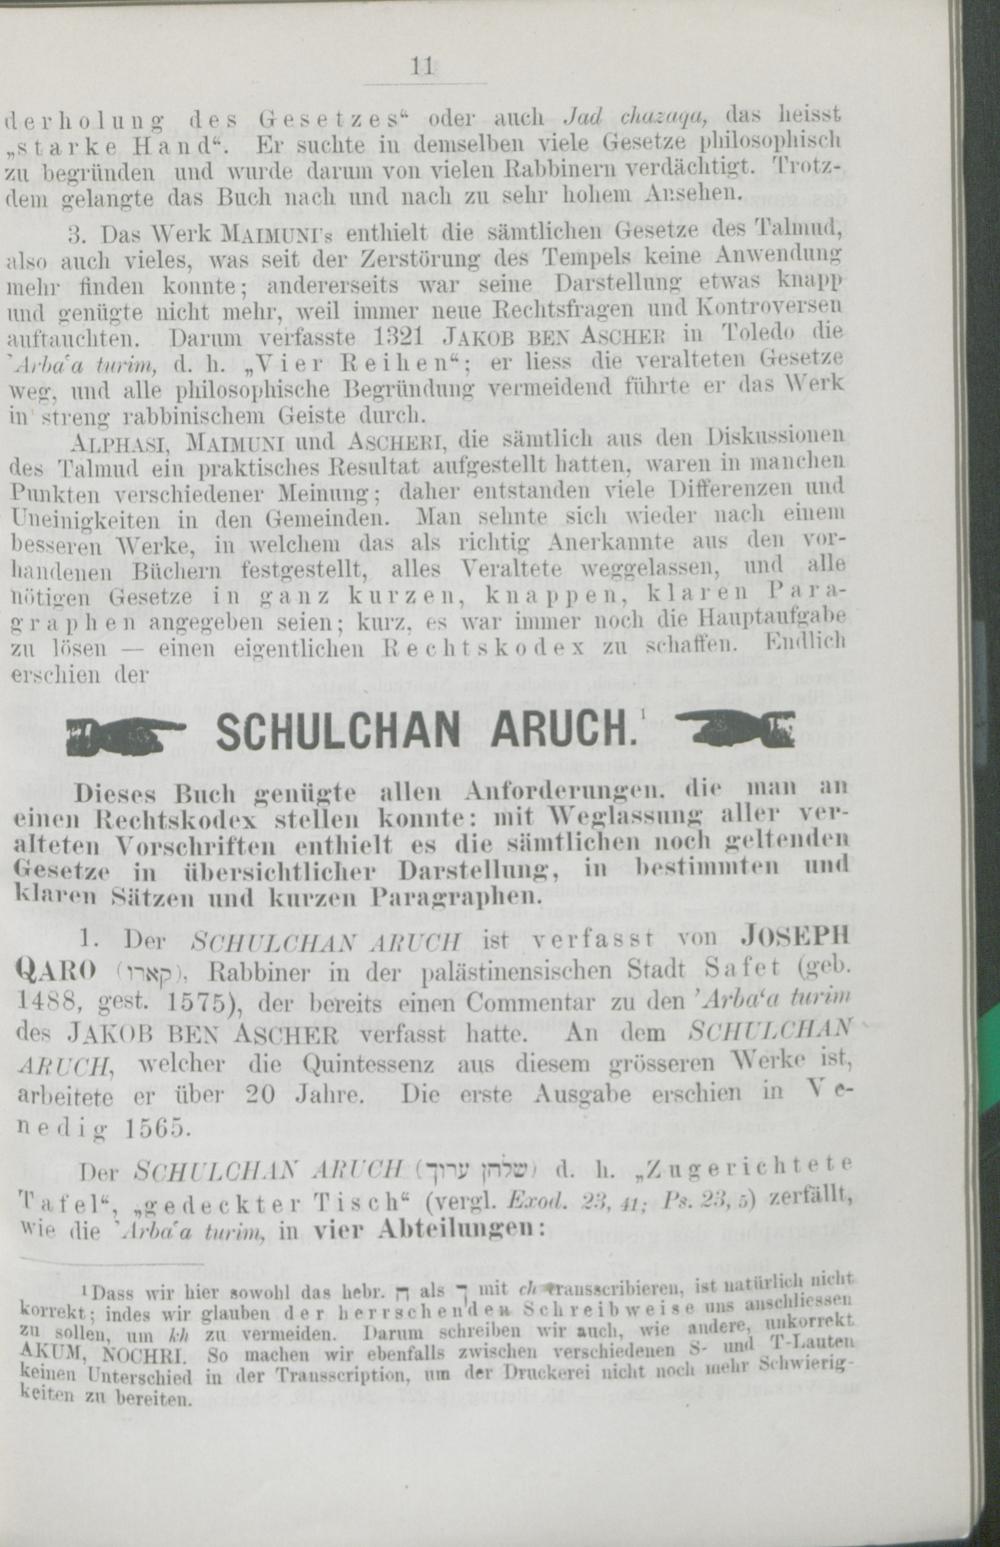 11
derholung des Gesetzes“ oder auch Jad chazaqa, das heisst
„starke Hand“. Er suchte in demselben viele Gesetze philosophisch
zu begründen und wurde darum von vielen Rabbinern verdächtigt. Trotz-
dem gelangte das Buch nach und nach zu sehr hohem Ansehen.
3. Das Werk MAIMUNI's enthielt die sämtlichen Gesetze des Talmud,
also auch vieles, was seit der Zerstörung des Tempels keine Anwendung
mehr finden konnte; andererseits war seine Darstellung etwas knapp
und genügte nicht mehr, weil immer neue Rechtsfragen und Kontroversen
auftauchten. Darum verfasste 1321 JAKOB BEN ASCHER in Toledo die
'Arba‘a turim, d. h. „Vier Reihen“; er liess die veralteten Gesetze
weg, und alle philosophische Begründung vermeidend führte er das Werk
in streng rabbinischem Geiste durch.
ALPHASI, MAIMUNI und ASCHERI, die sämtlich aus den Diskussionen
des Talmud ein praktisches Resultat aufgestellt hatten, waren in manchen
Punkten verschiedener Meinung; daher entstanden viele Differenzen und
Uneinigkeiten in den Gemeinden. Man sehnte sich wieder nach einem
besseren Werke, in welchem das als richtig Anerkannte aus den vor-
handenen Büchern festgestellt, alles Veraltete weggelassen, und alle
nötigen Gesetze in ganz kurzen, knappen, klaren Para-
graphen angegeben seien; kurz, es war immer noch die Hauptaufgabe
zu lösen — einen eigentlichen Rechtskodex zu schaffen. Endlich
erschien der
SCHULCHAN ARUCH.¹
Dieses Buch genügte allen Anforderungen, die man an
einen Rechtskodex stellen konnte: mit Weglassung aller ver-
alteten Vorschriften enthielt es die sämtlichen noch geltenden
Gesetze in übersichtlicher Darstellung, in bestimmten und
klaren Sätzen und kurzen Paragraphen.
1. Der SCHULCHAN ARUCH ist verfasst von JOSEPH
QARO (קארו), Rabbiner in der palästinensischen Stadt Safet (geb.
1488, gest. 1575), der bereits einen Commentar zu den 'Arba‘a turim
des JAKOB BEN ASCHER verfasst hatte. An dem SCHULCHAN
ARUCH, welcher die Quintessenz aus diesem grösseren Werke ist,
arbeitete er über 20 Jahre. Die erste Ausgabe erschien in Ve-
nedig 1565.
Der SCHULCHAN ARUCH (שלחן ערוך) d. h. „Zugerichtete
Tafel“, „gedeckter Tisch“ (vergl. Exod. 23, 41; Ps. 23, 5) zerfällt,
wie die 'Arba‘a turim, in vier Abteilungen:
¹ Dass wir hier sowohl das hebr. ח als ך mit ch transscribieren, ist natürlich nicht
korrekt; indes wir glauben der herrschenden Schreibweise uns anschliessen
zu sollen, um kh zu vermeiden. Darum schreiben wir auch, wie andere, unkorrekt
AKUM, NOCHRI. So machen wir ebenfalls zwischen verschiedenen S- und T-Lauten
keinen Unterschied in der Transscription, um der Druckerei nicht noch mehr Schwierig-
keiten zu bereiten.